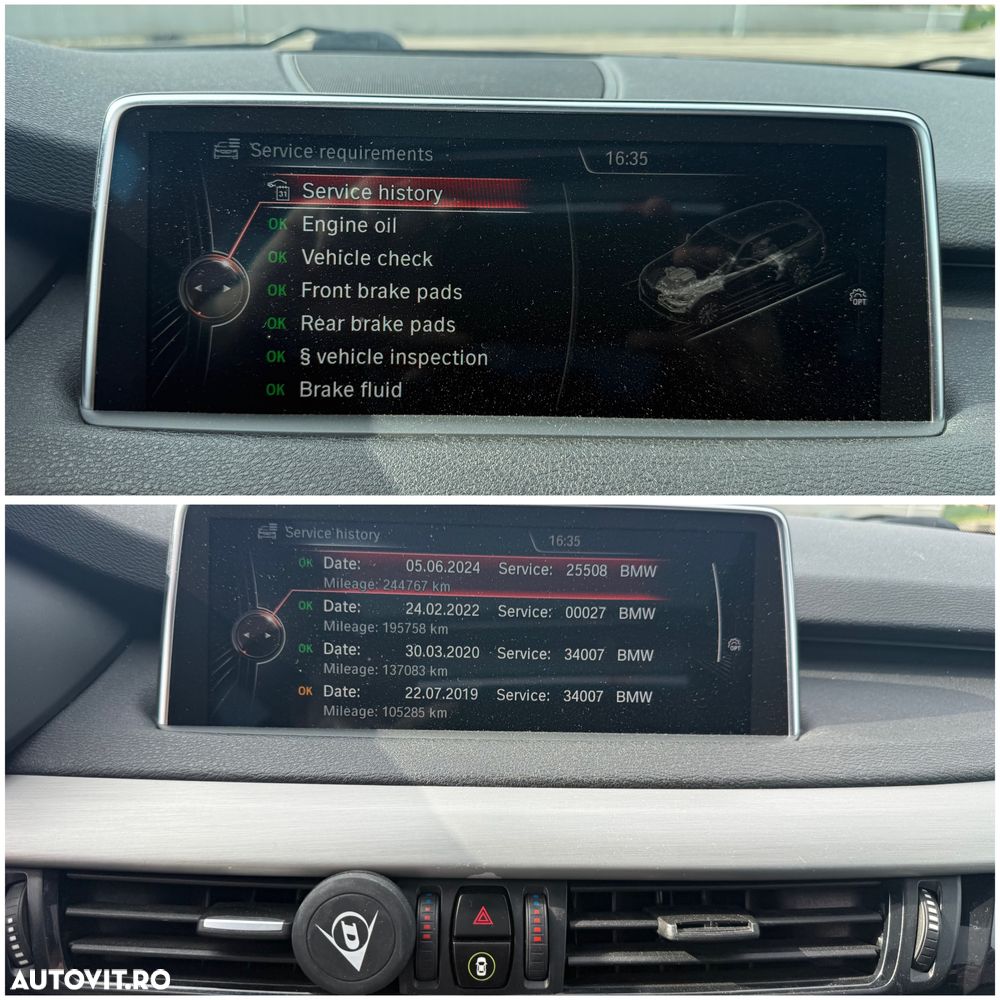 Service requirements
16:35
31
Service history
OK Engine oil
OK Vehicle check
OK Front brake pads
OK Rear brake pads
OK § vehicle inspection
OK Brake fluid
OPT
Service history
16:35
OK Date: 05.06.2024 Service: 25508 BMW
Mileage: 244767 km
OK Date: 24.02.2022 Service: 00027 BMW
Mileage: 195758 km
OK Date: 30.03.2020 Service: 34007 BMW
Mileage: 137083 km
OK Date: 22.07.2019 Service: 34007 BMW
Mileage: 105285 km
OPT
D
AUTOVIT.RO